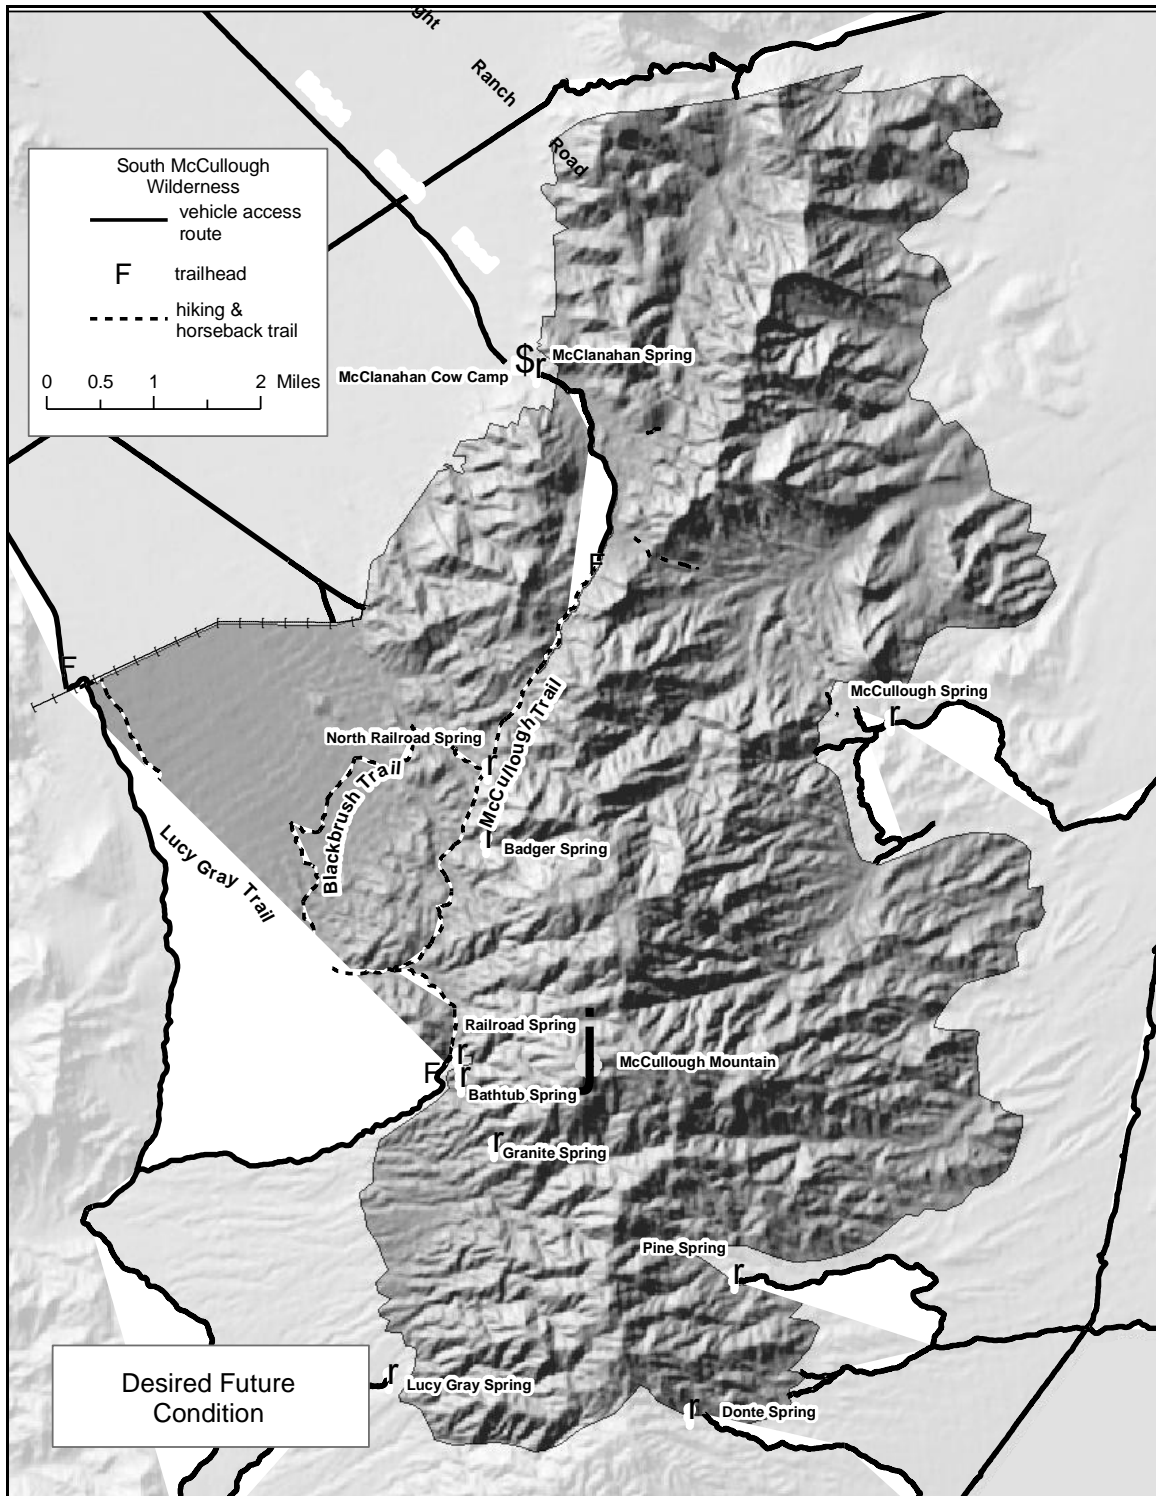 ght
Ranch
Road
South McCullough
Wilderness
vehicle access
route
F
trailhead
hiking &
horseback trail
0 0.5 1 2 Miles
$
r
McClanahan Spring
McClanahan Cow Camp
F
F
McCullough Spring
r
North Railroad Spring
r
McCullough Trail
Blackbrush Trail
r
Badger Spring
Lucy Gray Trail
Railroad Spring
r
j
McCullough Mountain
F
r
Bathtub Spring
r
Granite Spring
Pine Spring
r
Desired Future
Condition
r
Lucy Gray Spring
r
Donte Spring